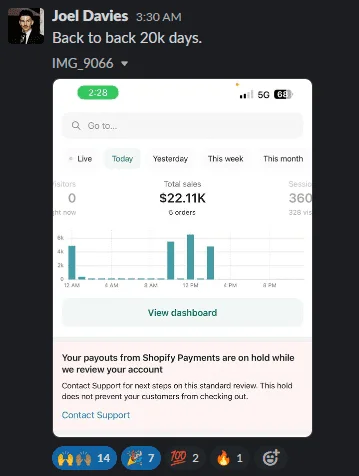 Joel Davies 3:30 AM
Back to back 20k days.
IMG_9066
2:28
5G 68
Go to...
Live Today Yesterday This week This month
isitors Total sales Sessio
0 $22.11K 360
ght now 6 orders 328 vis
6k
4k
2k
0
12 AM 4 AM 8 AM 12 PM 4 PM 8 PM
View dashboard
Your payouts from Shopify Payments are on hold while
we review your account
Contact Support for next steps on this standard review. This hold
does not prevent your customers from checking out.
Contact Support
14 7 2 1